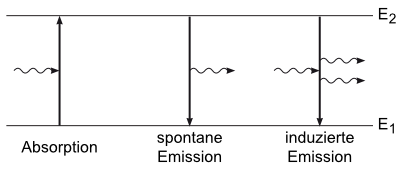 E2
E1
Absorption
spontane
Emission
induzierte
Emission